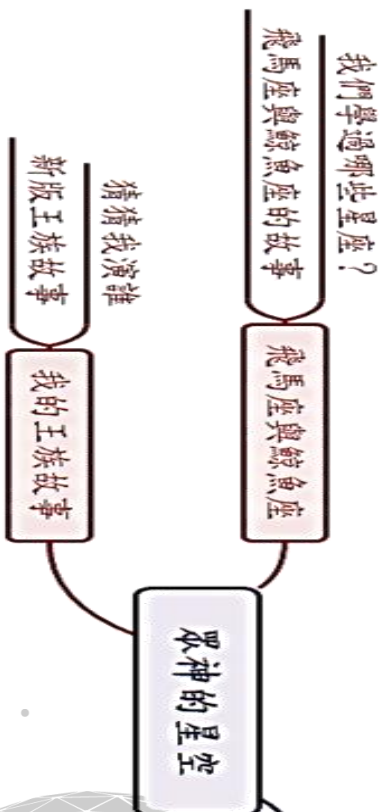 我們學過哪些星座？
飛馬座與鯨魚座的故事
飛馬座與鯨魚座
猜猜我演誰
新版王族故事
我的王族故事
眾神的星空